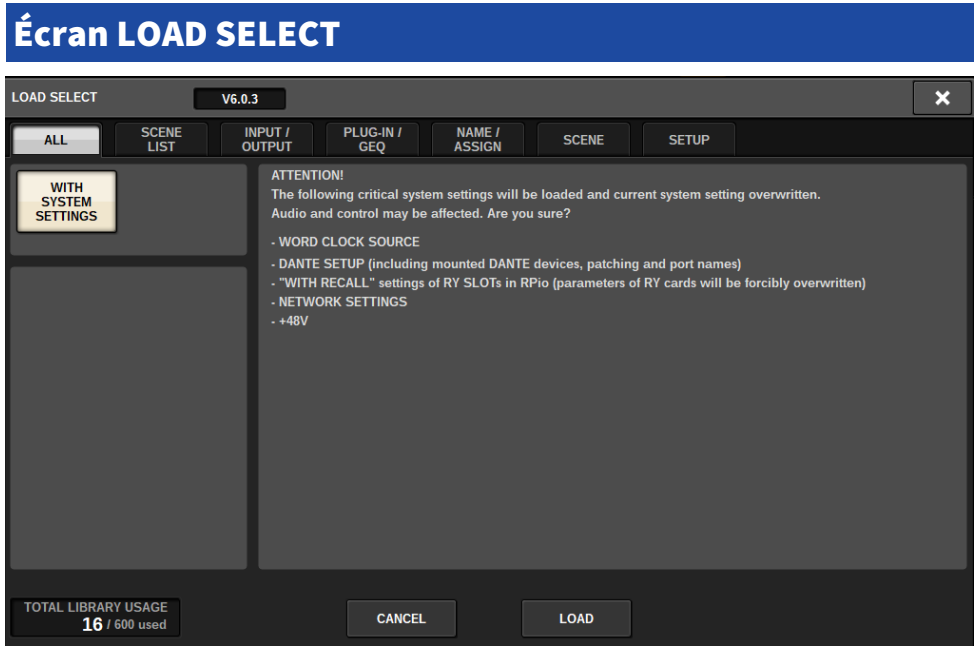 Écran LOAD SELECT
LOAD SELECT
V6.0.3
ALL
SCENE
LIST
INPUT /
OUTPUT
PLUG-IN /
GEQ
NAME /
ASSIGN
SCENE
SETUP
WITH
SYSTEM
SETTINGS
ATTENTION!
The following critical system settings will be loaded and current system setting overwritten.
Audio and control may be affected. Are you sure?
- WORD CLOCK SOURCE
- DANTE SETUP (including mounted DANTE devices, patching and port names)
- "WITH RECALL" settings of RY SLOTs in RPio (parameters of RY cards will be forcibly overwritten)
- NETWORK SETTINGS
- +48V
TOTAL LIBRARY USAGE
16 / 600 used
CANCEL
LOAD